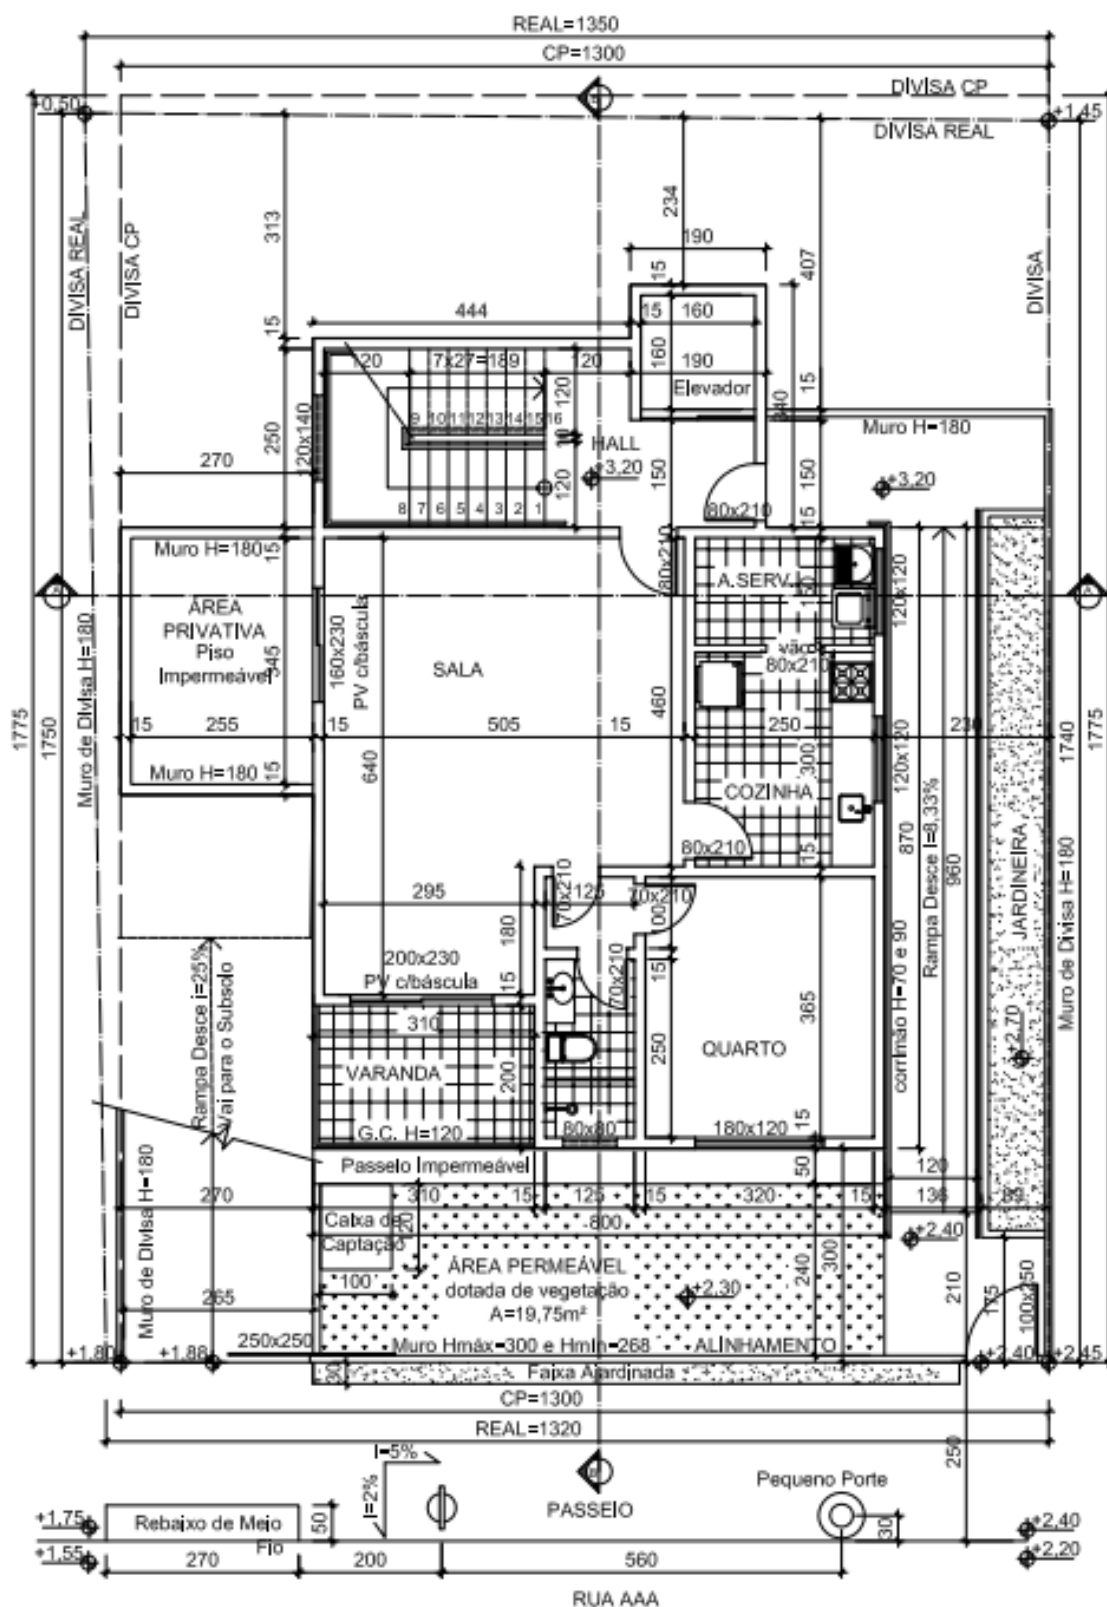 REAL=1350
CP=1300
DIVISA CP
+0,50
+1,45
DIVISA REAL
DIVISA REAL
DIVISA CP
313
234
190
15
407
DIVISA
15
444
15
160
120
7x27=189
120
160
190
15
340
Elevador
120
9 10 11 12 13 14 15 16
Muro H=180
250
120x140
HALL
10
270
+3,20
150
150
+3,20
120
8 7 6 5 4 3 2 1
80x210
Muro H=180
15
15
80x210
A.SERV.
120x120
ÁREA
PRIVATIVA
Piso
Impermeável
345
160x230
PV c/báscula
SALA
vão
80x210
Muro de Divisa H=180
1775
1750
460
15
255
15
505
15
250
230
1740
1775
Muro H=180
15
640
300
120x120
COZINHA
80x210
15
870
Rampa Desce I=8,33%
960
JARDINEIRA
Muro de Divisa H=180
295
70x210
125
70x210
180
200x230
PV c/báscula
15
15
70x210
365
corrimão H=70 e 90
Rampa Desce i=25%
Vai para o Subsolo
310
250
QUARTO
+2,70
VARANDA
200
G.C. H=120
80x80
180x120
15
Passeio Impermeável
50
120
Muro de Divisa H=180
270
310
15
125
15
320
15
136
89
Caixa de
Captação
120
800
+2,40
ÁREA PERMEÁVEL
dotada de vegetação
A=19,75m²
240
300
210
175
100x250
100
+2,30
265
250x250
Muro Hmáx=300 e Hmín=268
ALINHAMENTO
+1,80
+1,88
+2,40
+2,45
30
Faixa Ajardinada
CP=1300
REAL=1320
250
I=5%
I=2%
Pequeno Porte
PASSEIO
+1,75
Rebaixo de Meio
Fio
50
30
+2,40
+1,55
270
200
560
+2,20
RUA AAA